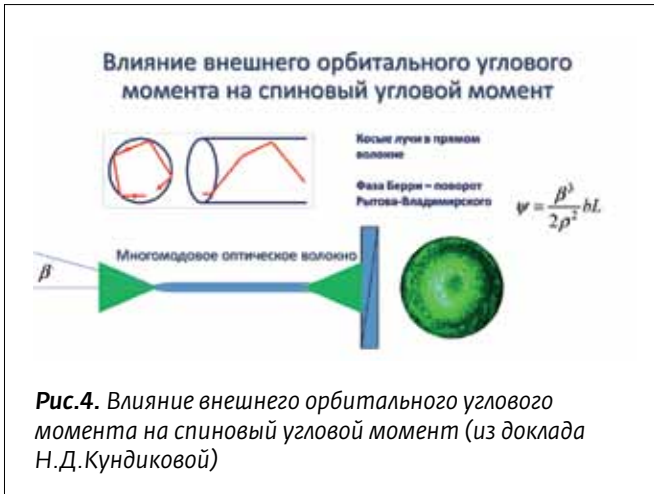 Влияние внешнего орбитального углового
момента на спиновый угловой момент
Косые лучи в прямом
волокне
Фаза Берри – поворот
Рытова-Владимирского
ψ = β³/2ρ² bL
Многомодовое оптическое волокно
β
Рис.4. Влияние внешнего орбитального углового
момента на спиновый угловой момент (из доклада
Н.Д.Кундиковой)